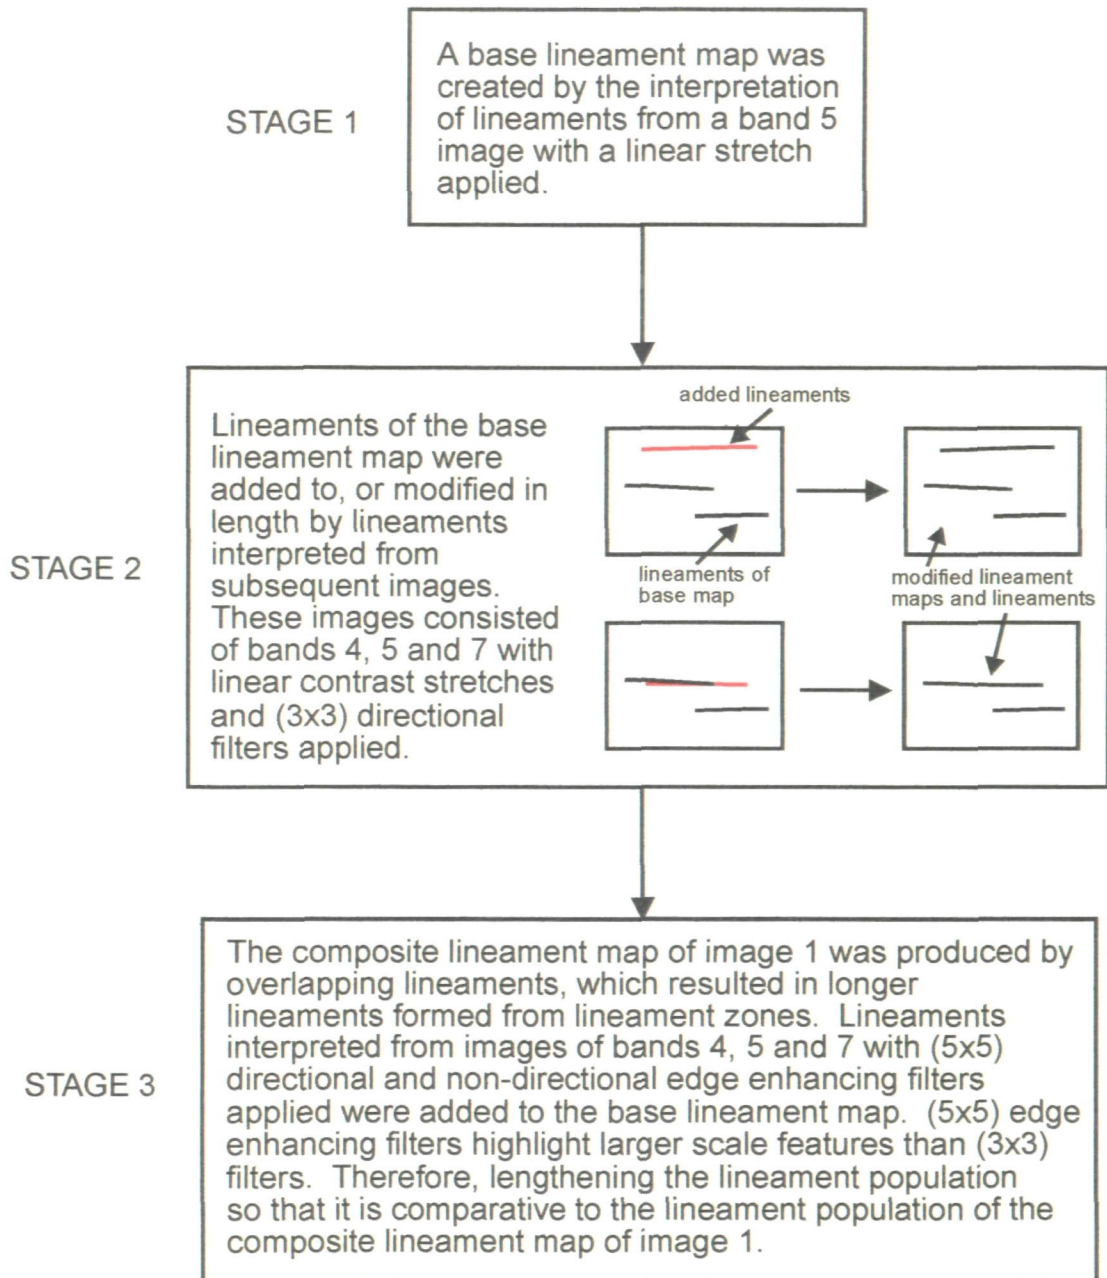 STAGE 1
A base lineament map was
created by the interpretation
of lineaments from a band 5
image with a linear stretch
applied.
STAGE 2
Lineaments of the base
lineament map were
added to, or modified in
length by lineaments
interpreted from
subsequent images.
These images consisted
of bands 4, 5 and 7 with
linear contrast stretches
and (3x3) directional
filters applied.
added lineaments
lineaments of
base map
modified lineament
maps and lineaments
STAGE 3
The composite lineament map of image 1 was produced by
overlapping lineaments, which resulted in longer
lineaments formed from lineament zones. Lineaments
interpreted from images of bands 4, 5 and 7 with (5x5)
directional and non-directional edge enhancing filters
applied were added to the base lineament map. (5x5) edge
enhancing filters highlight larger scale features than (3x3)
filters. Therefore, lengthening the lineament population
so that it is comparative to the lineament population of the
composite lineament map of image 1.